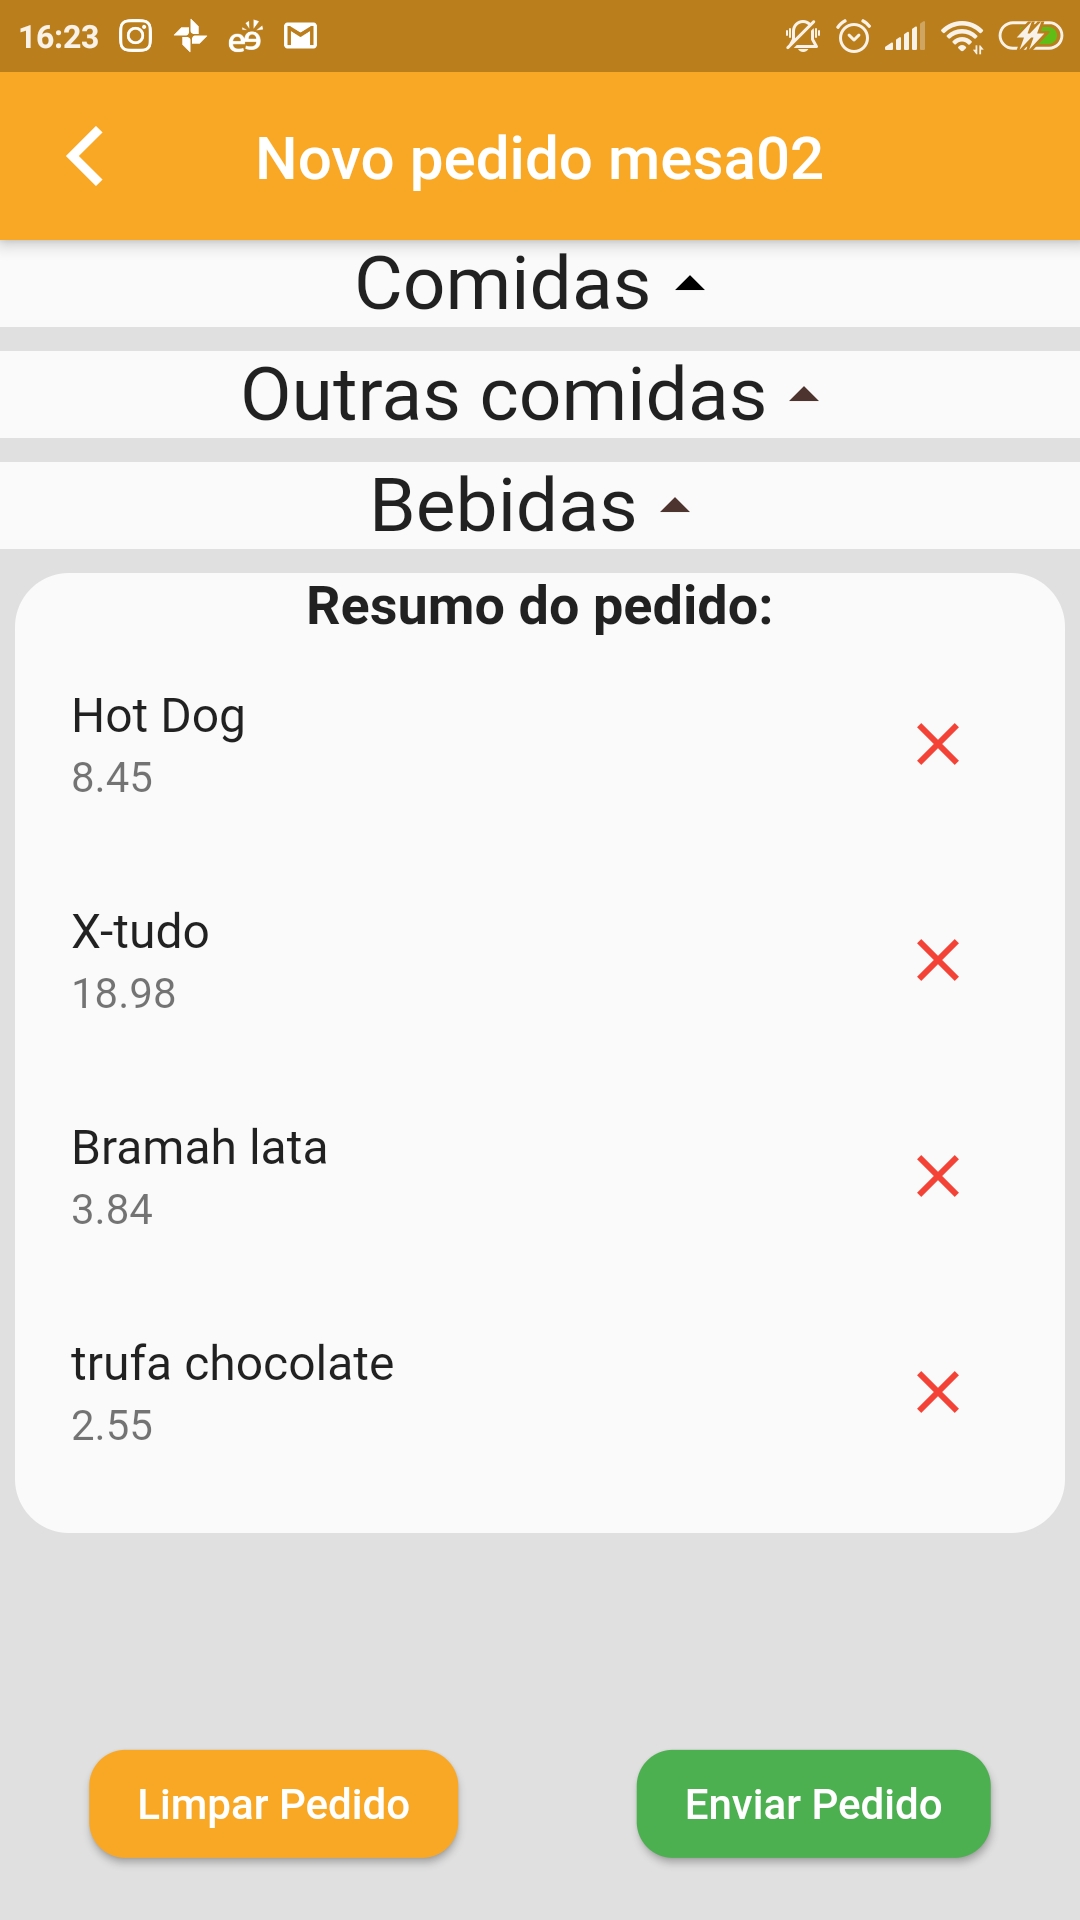 16:23
Novo pedido mesa02
Comidas
Outras comidas
Bebidas
Resumo do pedido:
Hot Dog
8.45
X-tudo
18.98
Bramah lata
3.84
trufa chocolate
2.55
Limpar Pedido
Enviar Pedido